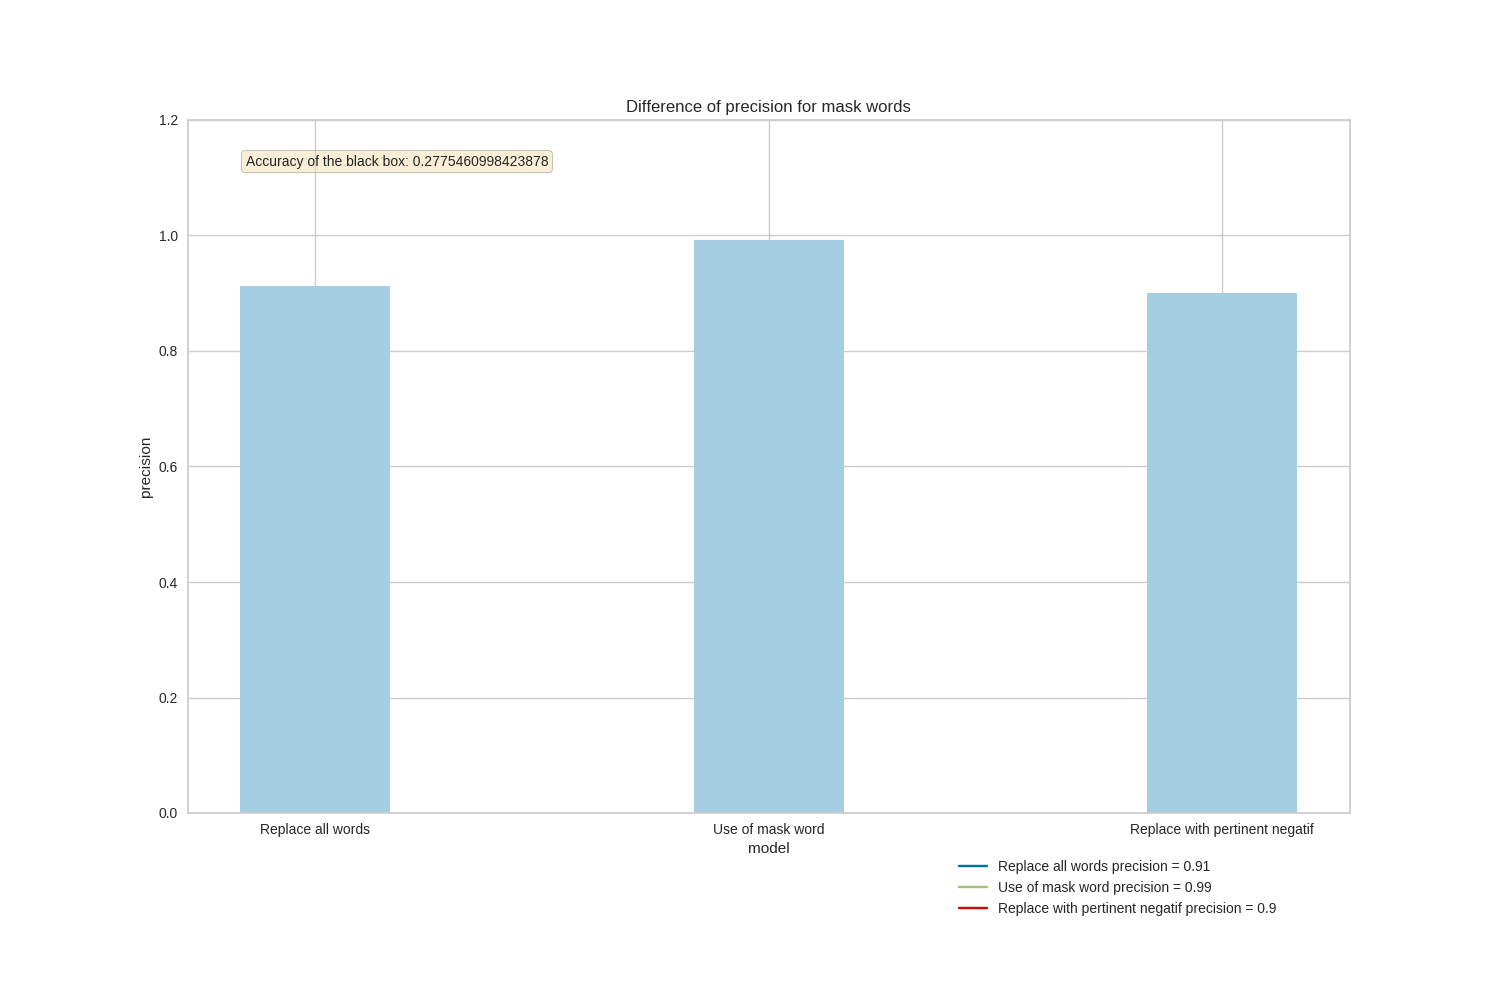 Difference of precision for mask words
1.2
Accuracy of the black box: 0.2775460998423878
1.0
0.8
0.6
precision
0.4
0.2
0.0
Replace all words
Use of mask word
Replace with pertinent negatif
model
Replace all words precision = 0.91
Use of mask word precision = 0.99
Replace with pertinent negatif precision = 0.9